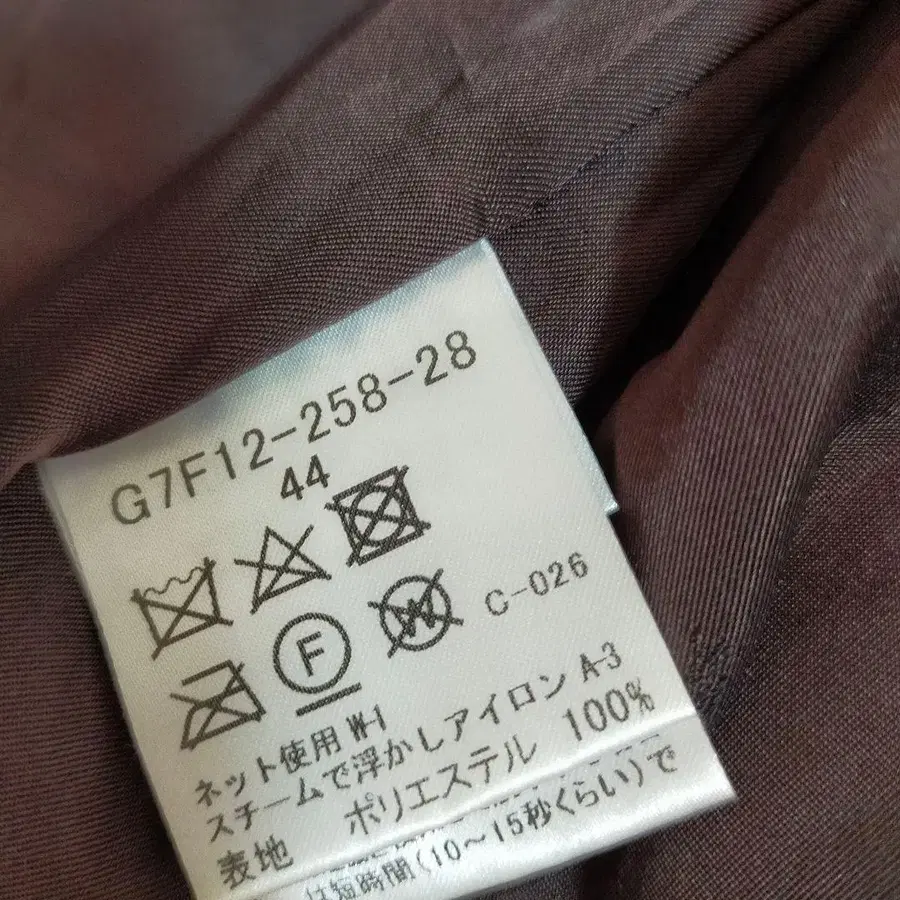 G7F12-258-28
44
F W C-026
ネット使用 W-1
スチームで浮かしアイロン A-3
表地 ポリエステル 100%
は短時間(10~15秒くらい)で